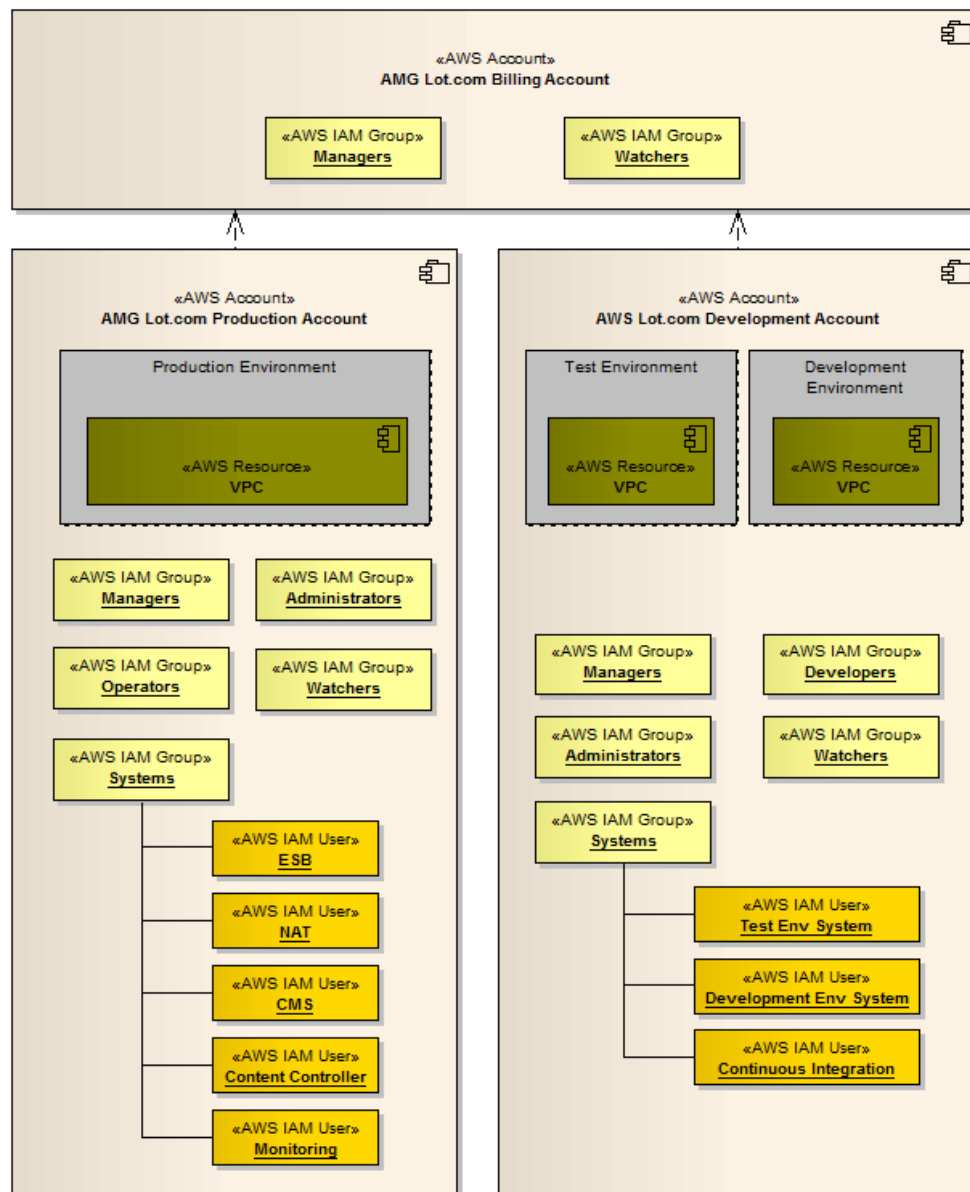 «AWS Account»
AMG Lot.com Billing Account
«AWS IAM Group»
Managers
«AWS IAM Group»
Watchers
«AWS Account»
AMG Lot.com Production Account
Production Environment
«AWS Resource»
VPC
«AWS IAM Group»
Managers
«AWS IAM Group»
Administrators
«AWS IAM Group»
Operators
«AWS IAM Group»
Watchers
«AWS IAM Group»
Systems
«AWS IAM User»
ESB
«AWS IAM User»
NAT
«AWS IAM User»
CMS
«AWS IAM User»
Content Controller
«AWS IAM User»
Monitoring
«AWS Account»
AWS Lot.com Development Account
Test Environment
«AWS Resource»
VPC
Development
Environment
«AWS Resource»
VPC
«AWS IAM Group»
Managers
«AWS IAM Group»
Developers
«AWS IAM Group»
Administrators
«AWS IAM Group»
Watchers
«AWS IAM Group»
Systems
«AWS IAM User»
Test Env System
«AWS IAM User»
Development Env System
«AWS IAM User»
Continuous Integration